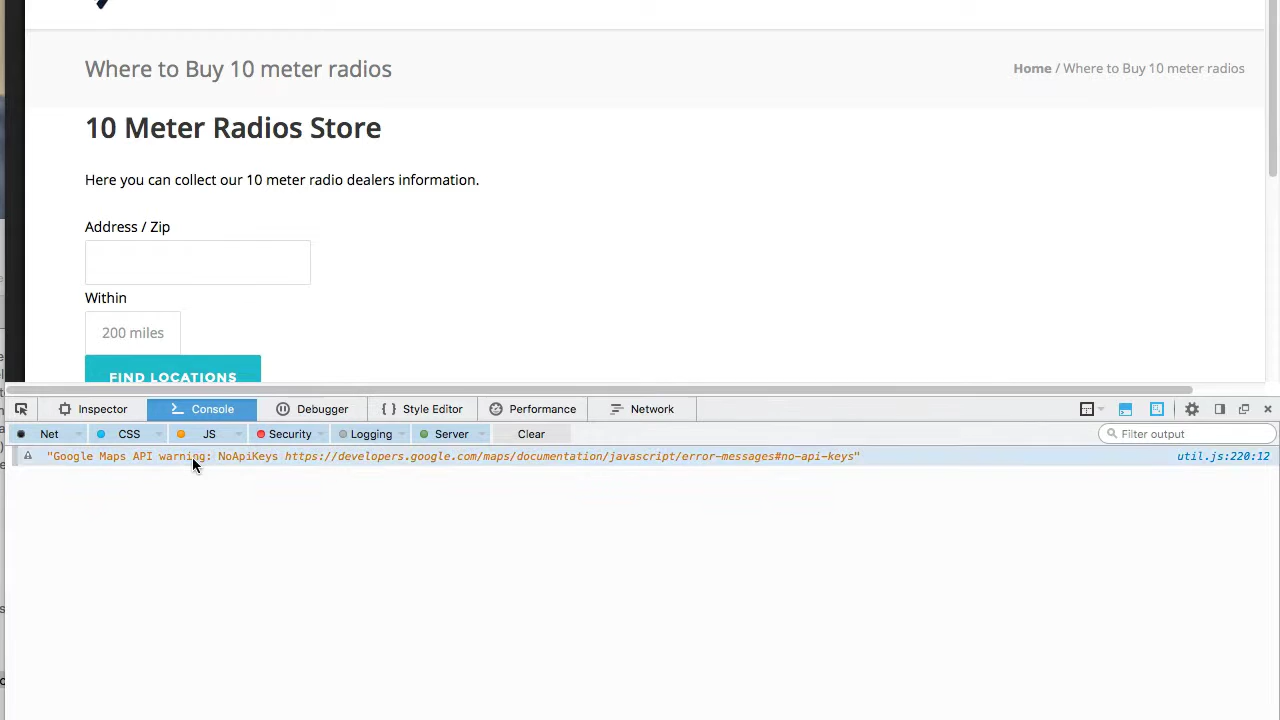 Where to Buy 10 meter radios
Home / Where to Buy 10 meter radios
10 Meter Radios Store
Here you can collect our 10 meter radio dealers information.
Address / Zip
Within
200 miles
FIND LOCATIONS
Inspector Console Debugger Style Editor Performance Network
Net CSS JS Security Logging Server Clear Filter output
"Google Maps API warning: NoApiKeys https://developers.google.com/maps/documentation/javascript/error-messages#no-api-keys" util.js:220:12